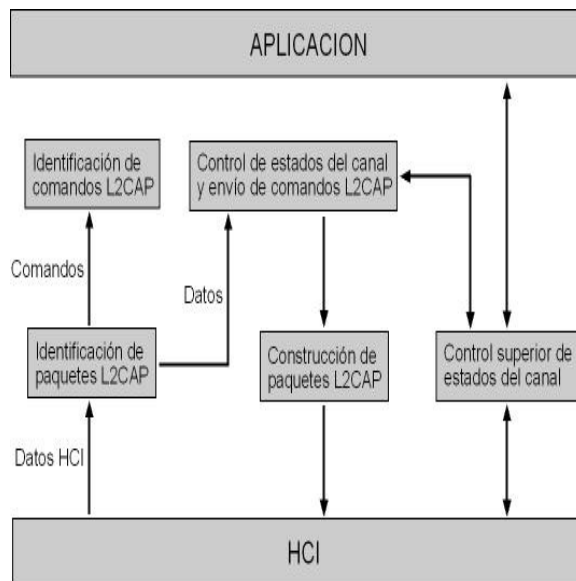 APLICACION
Identificación de
comandos L2CAP
Control de estados del canal
y envío de comandos L2CAP
Comandos
Datos
Identificación de
paquetes L2CAP
Construcción de
paquetes L2CAP
Control superior de
estados del canal
Datos HCI
HCI